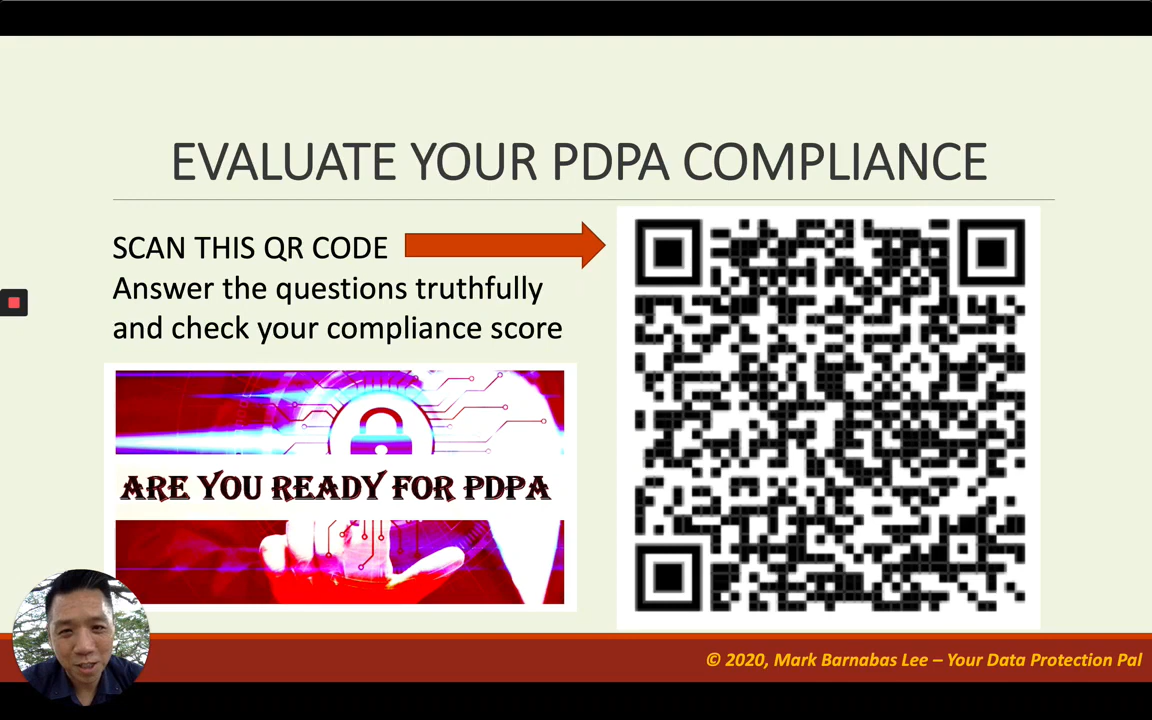 EVALUATE YOUR PDPA COMPLIANCE
SCAN THIS QR CODE
Answer the questions truthfully
and check your compliance score
ARE YOU READY FOR PDPA
© 2020, Mark Barnabas Lee – Your Data Protection Pal